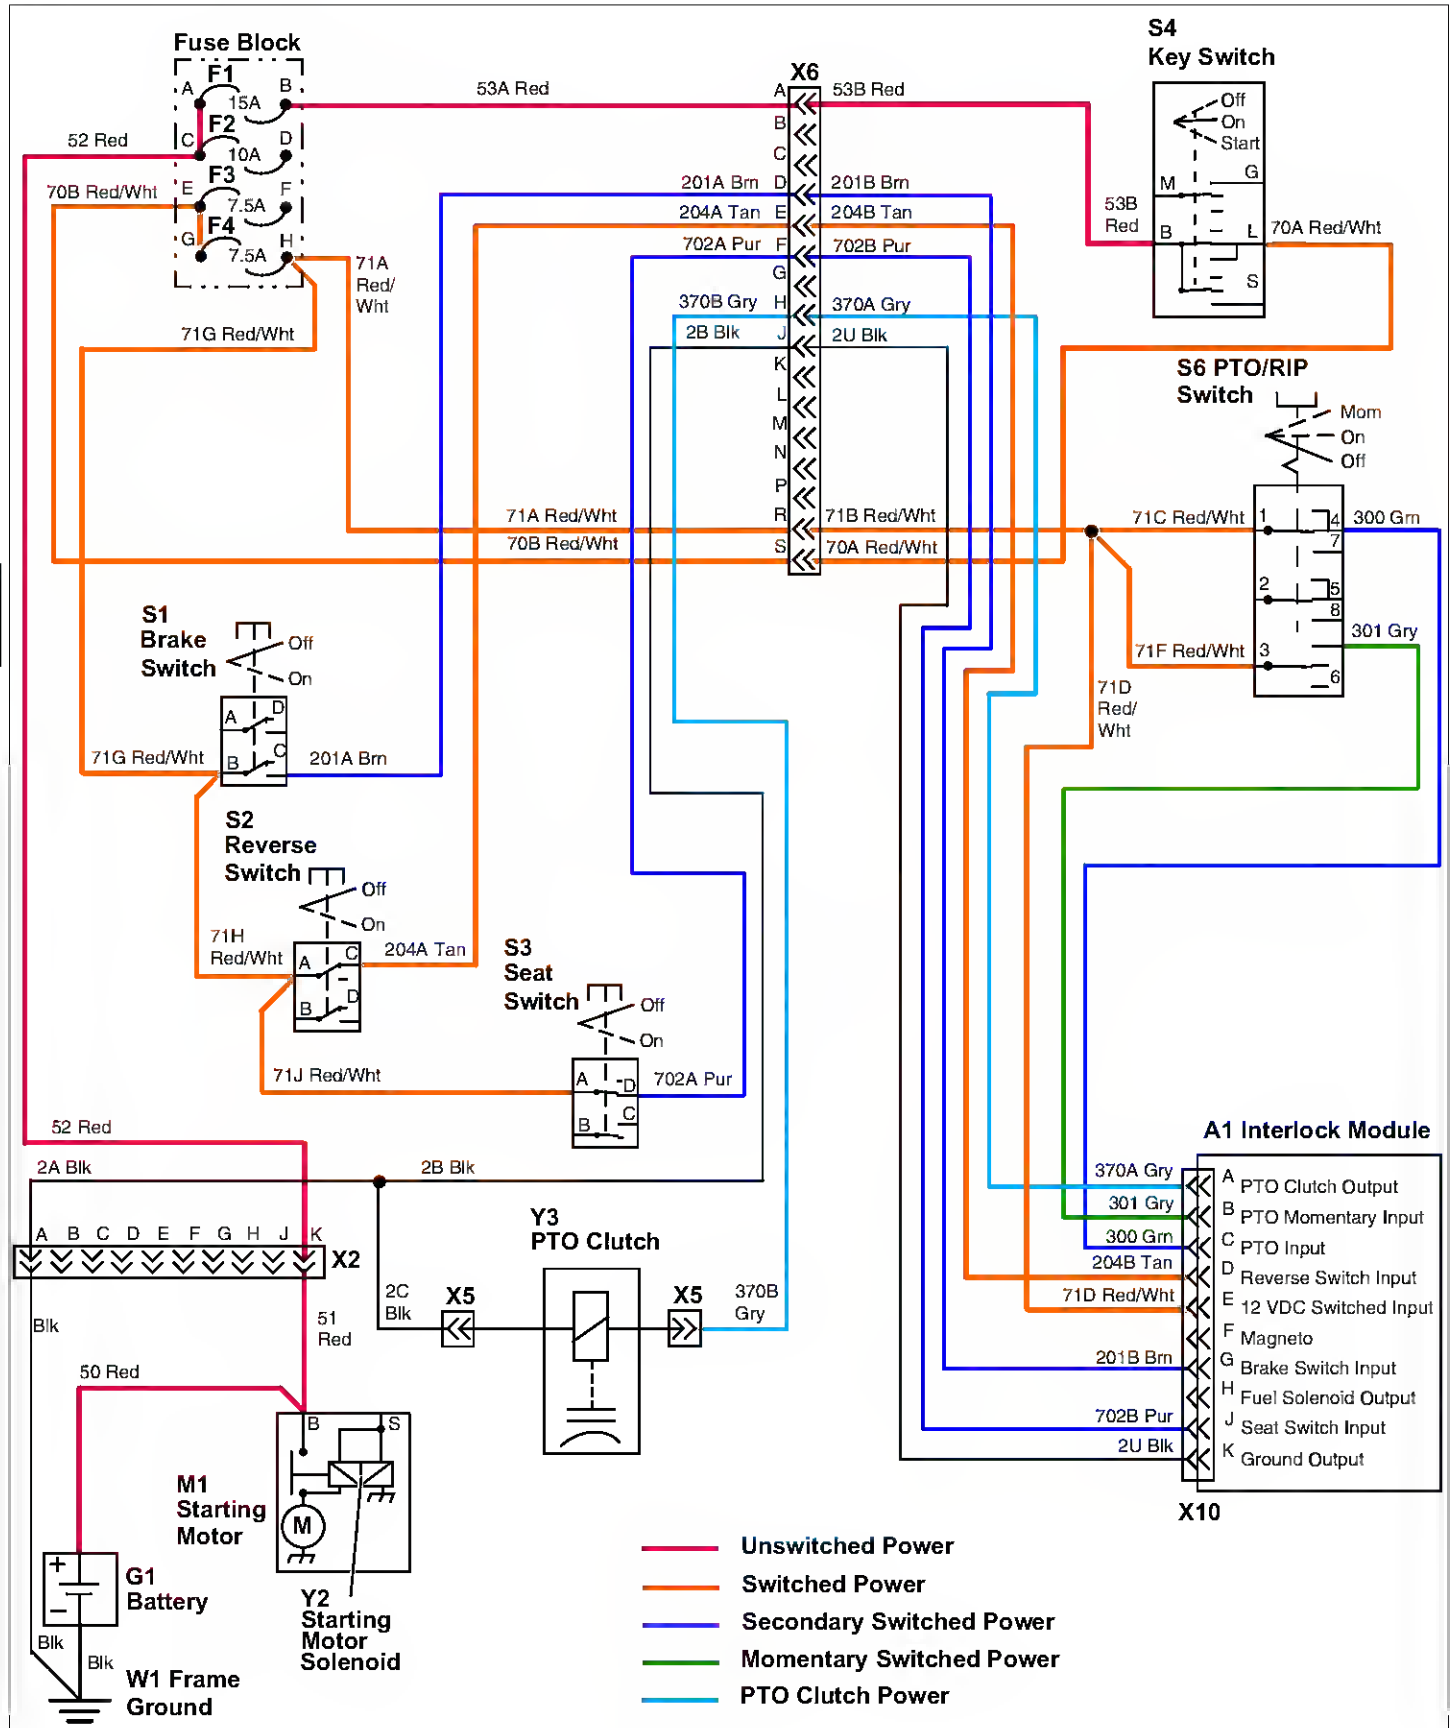 Fuse Block
A
F1
B
15A
52 Red
C
F2
D
10A
70B Red/Wht
E
F3
F
7.5A
G
F4
H
7.5A
71A
Red/
Wht
71G Red/Wht
53A Red
X6
53B Red
A
B
C
201A Brn
D
201B Brn
204A Tan
E
204B Tan
702A Pur
F
702B Pur
G
370B Gry
H
370A Gry
2B Blk
J
2U Blk
K
L
M
N
P
71A Red/Wht
R
71B Red/Wht
70B Red/Wht
S
70A Red/Wht
S4
Key Switch
Off
On
Start
G
M
53B
Red
B
L
70A Red/Wht
S
S6 PTO/RIP
Switch
Mom
On
Off
71C Red/Wht
1
4
300 Grn
7
2
5
8
301 Gry
71F Red/Wht
3
6
71D
Red/
Wht
S1
Brake
Switch
Off
On
A
D
71G Red/Wht
B
C
201A Brn
S2
Reverse
Switch
Off
On
71H
Red/Wht
A
C
204A Tan
B
D
S3
Seat
Switch
Off
On
71J Red/Wht
A
D
702A Pur
B
C
52 Red
2A Blk
2B Blk
A B C D E F G H J K
X2
Blk
51
Red
50 Red
2C
Blk
X5
Y3
PTO Clutch
X5
370B
Gry
B
S
M
M1
Starting
Motor
Y2
Starting
Motor
Solenoid
+
−
G1
Battery
Blk
Blk
W1 Frame
Ground
A1 Interlock Module
370A Gry
A
PTO Clutch Output
301 Gry
B
PTO Momentary Input
300 Grn
C
PTO Input
204B Tan
D
Reverse Switch Input
71D Red/Wht
E
12 VDC Switched Input
F
Magneto
201B Brn
G
Brake Switch Input
H
Fuel Solenoid Output
702B Pur
J
Seat Switch Input
2U Blk
K
Ground Output
X10
Unswitched Power
Switched Power
Secondary Switched Power
Momentary Switched Power
PTO Clutch Power